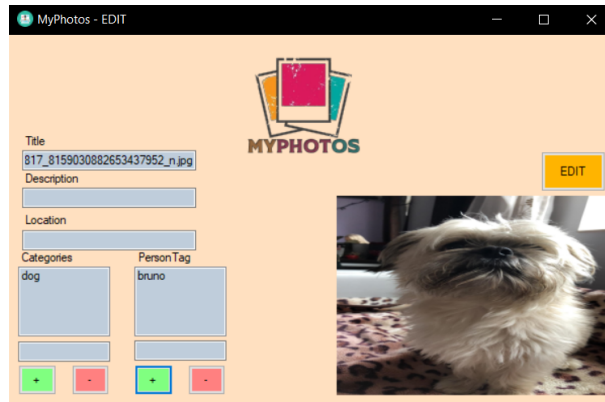 MyPhotos - EDIT
MYPHOTOS
Title
817_8159030882653437952_n.jpg
EDIT
Description
Location
Categories
PersonTag
dog
bruno
+
-
+
-